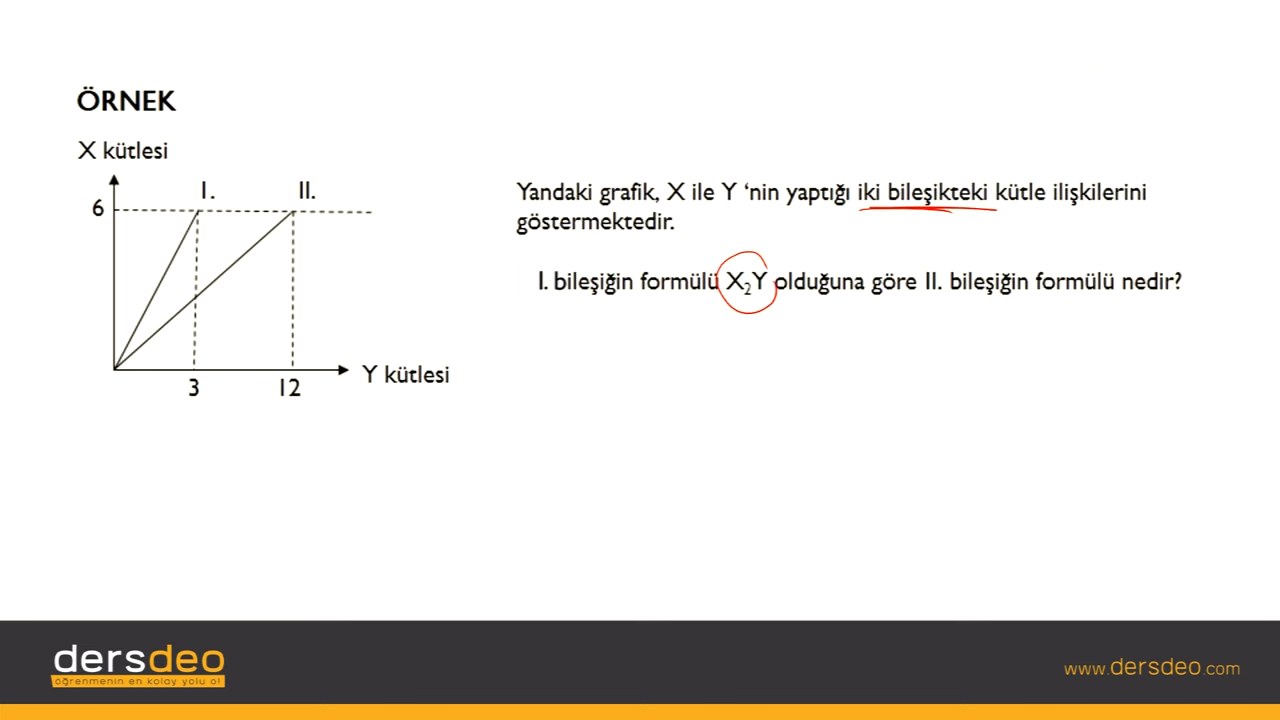 ÖRNEK
X kütlesi
6
I.
II.
3
12
Y kütlesi
Yandaki grafik, X ile Y ‘nin yaptığı iki bileşikteki kütle ilişkilerini
göstermektedir.
I. bileşiğin formülü X₂Y olduğuna göre II. bileşiğin formülü nedir?
dersdeo
öğrenmenin en kolay yolu o!
www.dersdeo.com